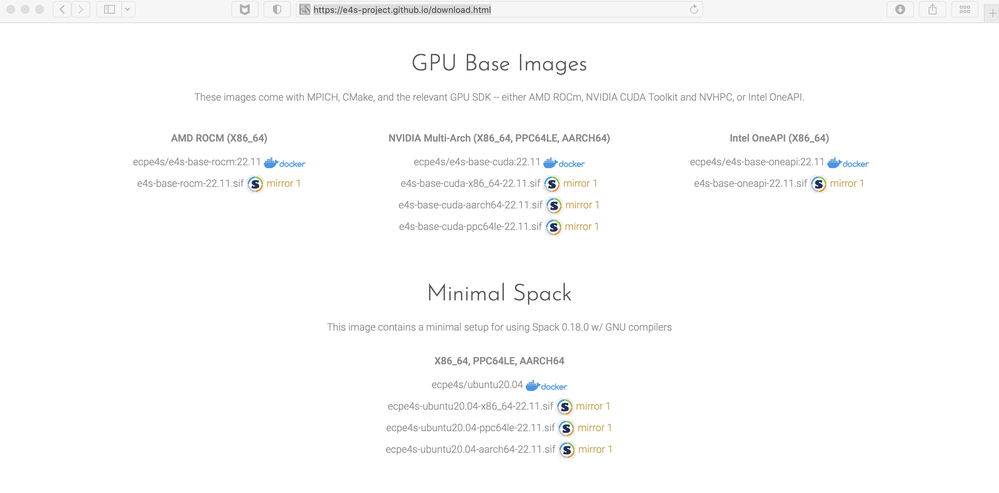 https://e4s-project.github.io/download.html
GPU Base Images
These images come with MPICH, CMake, and the relevant GPU SDK -- either AMD ROCm, NVIDIA CUDA Toolkit and NVHPC, or Intel OneAPI.
AMD ROCM (X86_64)
ecpe4s/e4s-base-rocm:22.11 docker
e4s-base-rocm-22.11.sif S mirror 1
NVIDIA Multi-Arch (X86_64, PPC64LE, AARCH64)
ecpe4s/e4s-base-cuda:22.11 docker
e4s-base-cuda-x86_64-22.11.sif S mirror 1
e4s-base-cuda-aarch64-22.11.sif S mirror 1
e4s-base-cuda-ppc64le-22.11.sif S mirror 1
Intel OneAPI (X86_64)
ecpe4s/e4s-base-oneapi:22.11 docker
e4s-base-oneapi-22.11.sif S mirror 1
Minimal Spack
This image contains a minimal setup for using Spack 0.18.0 w/ GNU compilers
X86_64, PPC64LE, AARCH64
ecpe4s/ubuntu20.04 docker
ecpe4s-ubuntu20.04-x86_64-22.11.sif S mirror 1
ecpe4s-ubuntu20.04-ppc64le-22.11.sif S mirror 1
ecpe4s-ubuntu20.04-aarch64-22.11.sif S mirror 1